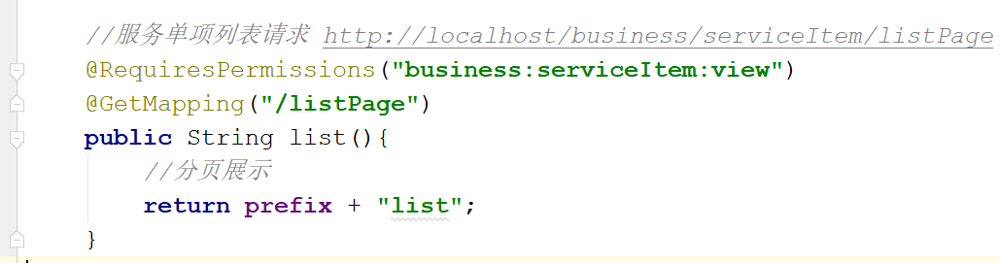 //服务单项列表请求 http://localhost/business/serviceItem/listPage
@RequiresPermissions("business:serviceItem:view")
@GetMapping("/listPage")
public String list(){
//分页展示
return prefix + "list";
}